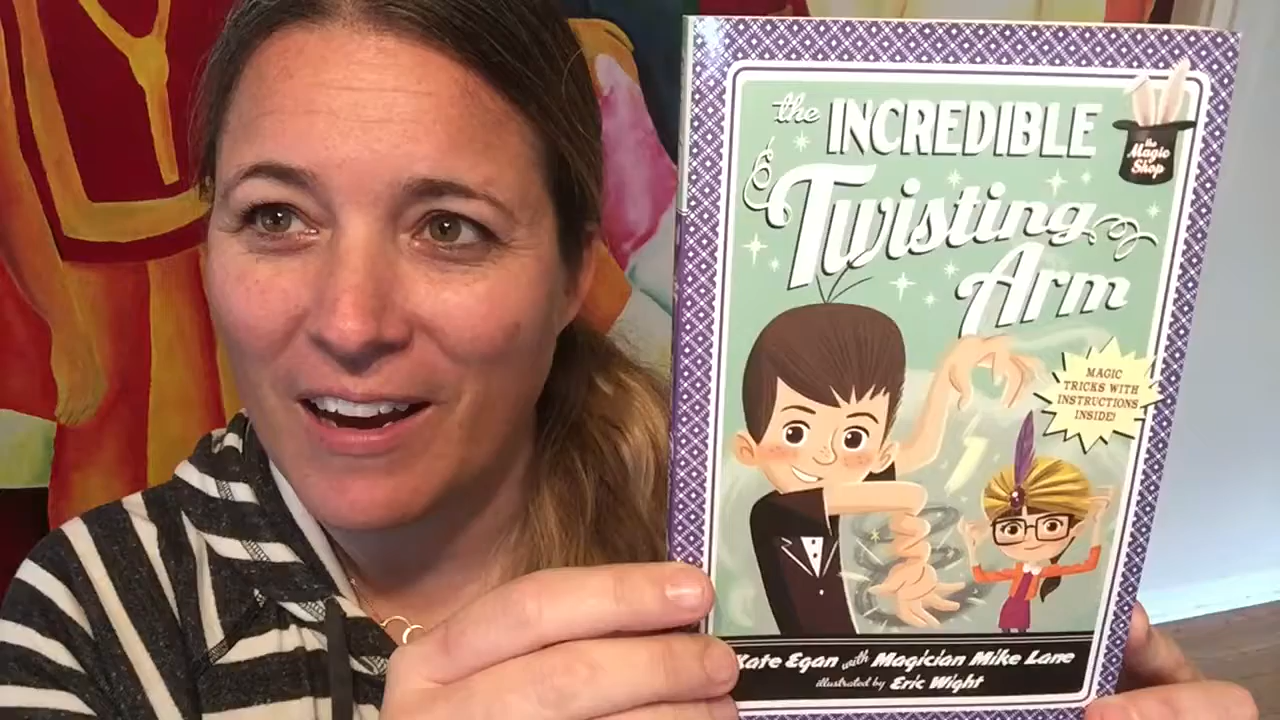 the INCREDIBLE
Twisting
Arm
the
Magic
Shop
MAGIC
TRICKS WITH
INSTRUCTIONS
INSIDE!
Kate Egan with Magician Mike Lane
illustrated by Eric Wight